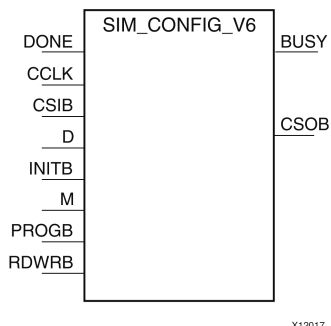 SIM_CONFIG_V6
DONE
BUSY
CCLK
CSIB
CSOB
D
INITB
M
PROGB
RDWRB
X12017